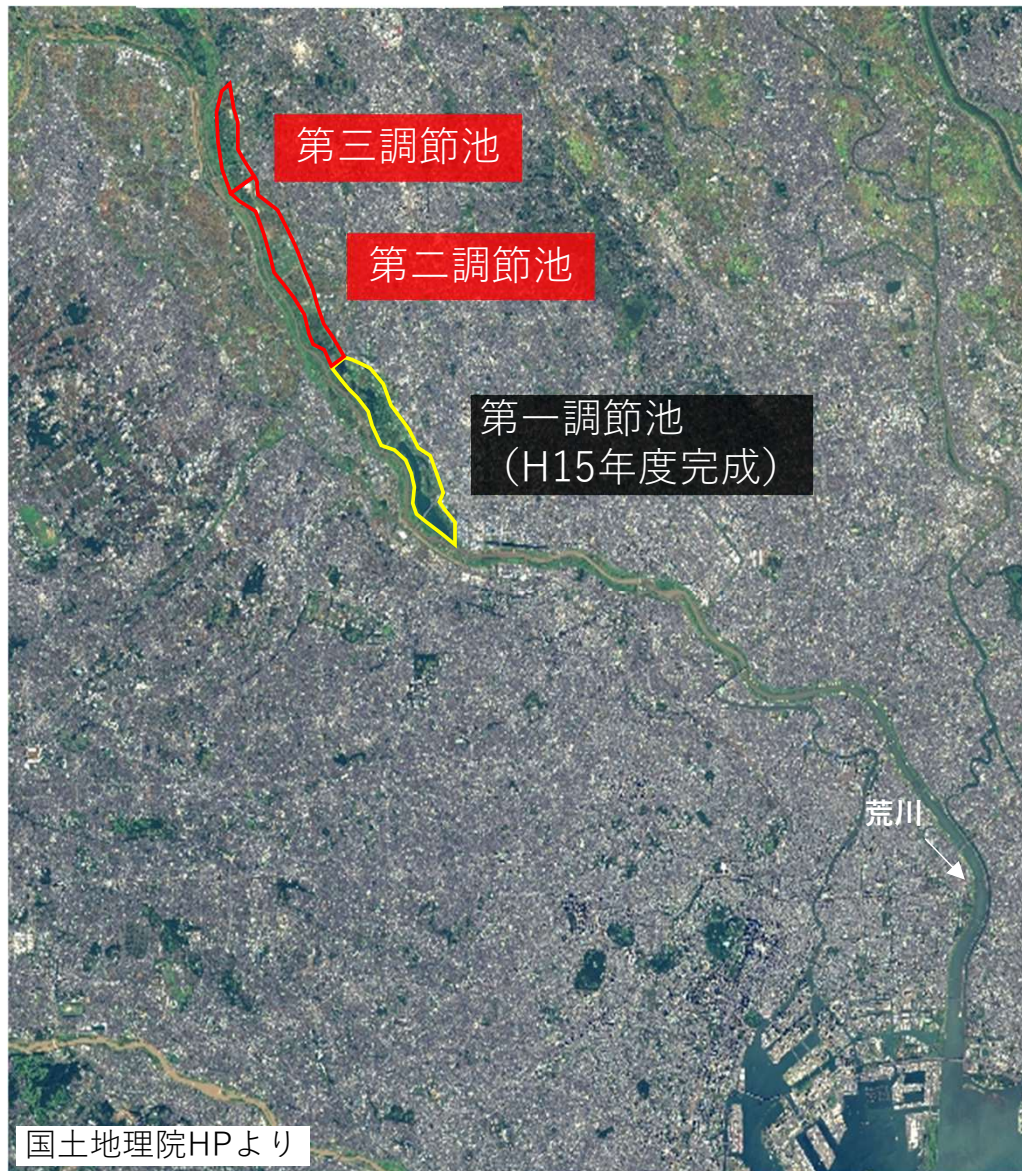 第三調節池
第二調節池
第一調節池
（H15年度完成）
荒川
国土地理院HPより